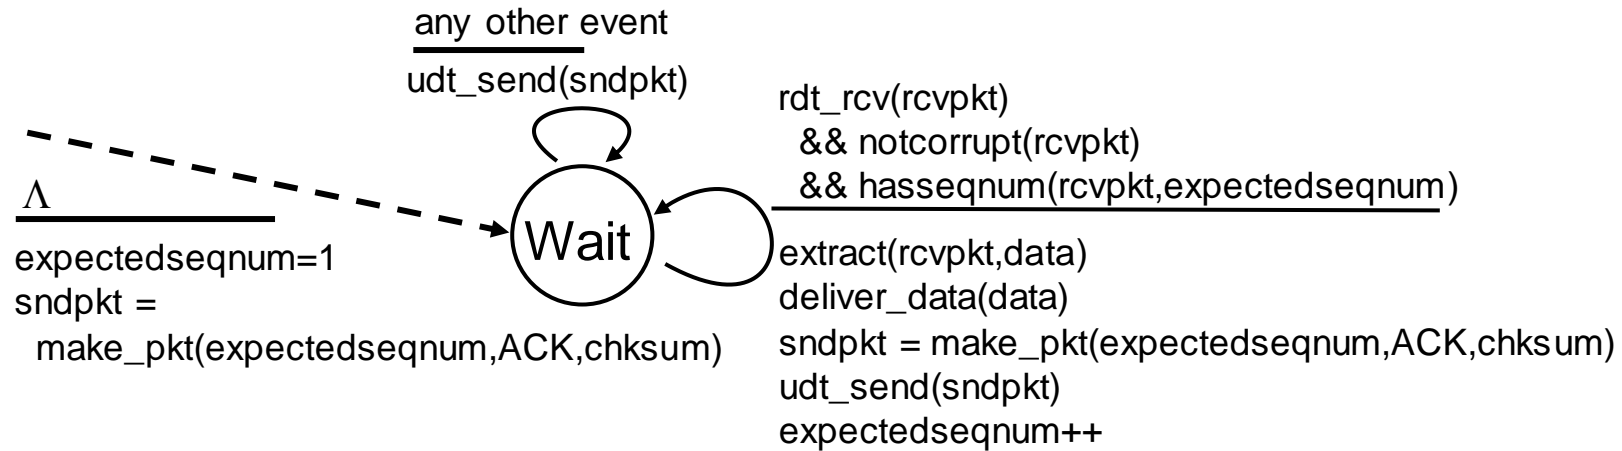 any other event
udt_send(sndpkt)
rdt_rcv(rcvpkt)
&& notcorrupt(rcvpkt)
&& hasseqnum(rcvpkt,expectedseqnum)
Λ
Wait
expectedseqnum=1
sndpkt =
make_pkt(expectedseqnum,ACK,chksum)
extract(rcvpkt,data)
deliver_data(data)
sndpkt = make_pkt(expectedseqnum,ACK,chksum)
udt_send(sndpkt)
expectedseqnum++